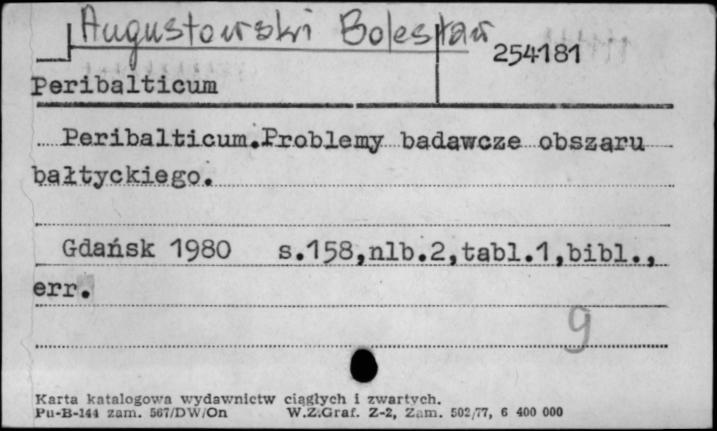 Augustowski Bolesław
254181
Peribalticum
Peribalticum.Problemy badawcze obszaru
bałtyckiego.
Gdańsk 1980 s.158,nlb.2,tabl.1,bibl.,
err.
9
Karta katalogowa wydawnictw ciągłych i zwartych.
Pu-B-144 zam. 567/DW/On W.Z.Graf. Z-2, Zam. 502/77, 6 400 000